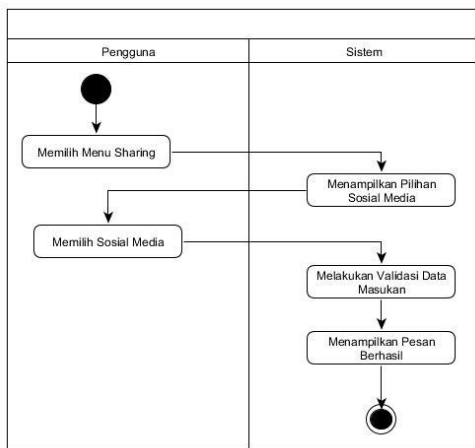 Pengguna
Sistem
Memilih Menu Sharing
Menampilkan Pilihan
Sosial Media
Memilih Sosial Media
Melakukan Validasi Data
Masukan
Menampilkan Pesan
Berhasil